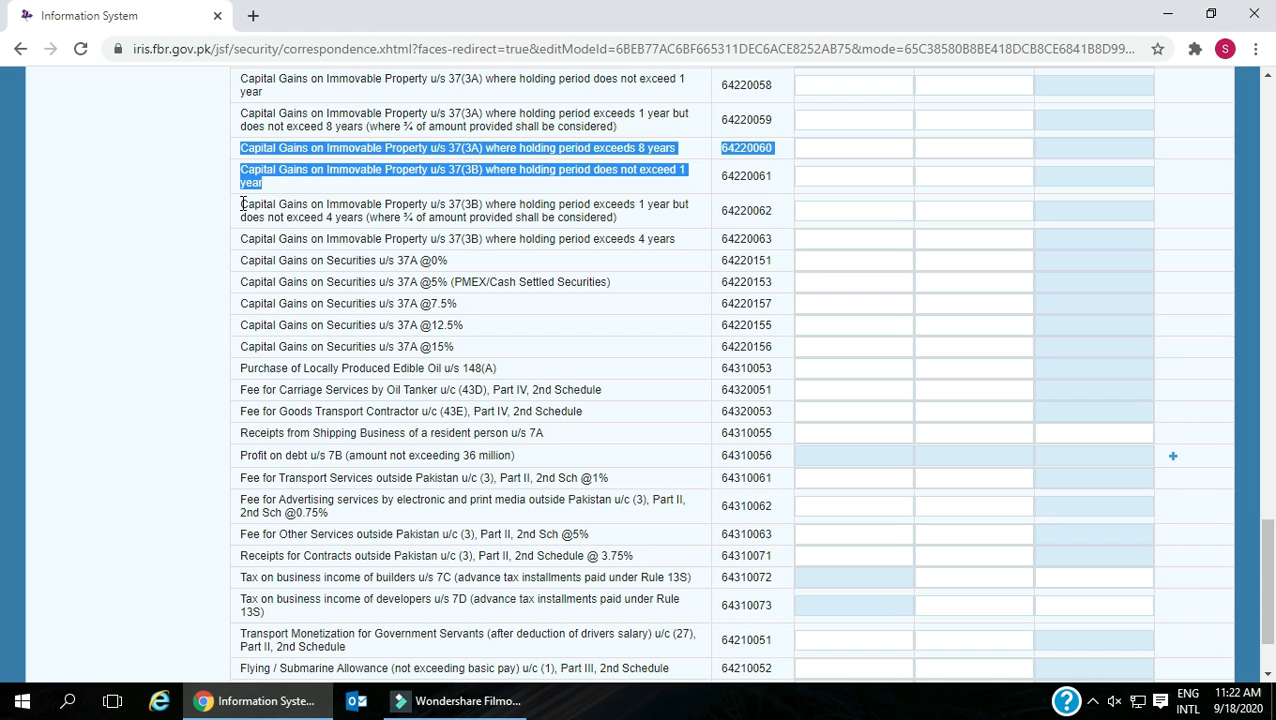 Information System
iris.fbr.gov.pk/jsf/security/correspondence.xhtml?faces-redirect=true&editModeId=6BEB77AC6BF665311DEC6ACE8252AB75&mode=65C38580B8BE418DCB8CE6841B8D99...
S
Capital Gains on Immovable Property u/s 37(3A) where holding period does not exceed 1
year
64220058
Capital Gains on Immovable Property u/s 37(3A) where holding period exceeds 1 year but
does not exceed 8 years (where ¾ of amount provided shall be considered)
64220059
Capital Gains on Immovable Property u/s 37(3A) where holding period exceeds 8 years
64220060
Capital Gains on Immovable Property u/s 37(3B) where holding period does not exceed 1
year
64220061
Capital Gains on Immovable Property u/s 37(3B) where holding period exceeds 1 year but
does not exceed 4 years (where ¾ of amount provided shall be considered)
64220062
Capital Gains on Immovable Property u/s 37(3B) where holding period exceeds 4 years
64220063
Capital Gains on Securities u/s 37A @0%
64220151
Capital Gains on Securities u/s 37A @5% (PMEX/Cash Settled Securities)
64220153
Capital Gains on Securities u/s 37A @7.5%
64220157
Capital Gains on Securities u/s 37A @12.5%
64220155
Capital Gains on Securities u/s 37A @15%
64220156
Purchase of Locally Produced Edible Oil u/s 148(A)
64310053
Fee for Carriage Services by Oil Tanker u/c (43D), Part IV, 2nd Schedule
64320051
Fee for Goods Transport Contractor u/c (43E), Part IV, 2nd Schedule
64320053
Receipts from Shipping Business of a resident person u/s 7A
64310055
Profit on debt u/s 7B (amount not exceeding 36 million)
64310056
Fee for Transport Services outside Pakistan u/c (3), Part II, 2nd Sch @1%
64310061
Fee for Advertising services by electronic and print media outside Pakistan u/c (3), Part II,
2nd Sch @0.75%
64310062
Fee for Other Services outside Pakistan u/c (3), Part II, 2nd Sch @5%
64310063
Receipts for Contracts outside Pakistan u/c (3), Part II, 2nd Schedule @ 3.75%
64310071
Tax on business income of builders u/s 7C (advance tax installments paid under Rule 13S)
64310072
Tax on business income of developers u/s 7D (advance tax installments paid under Rule
13S)
64310073
Transport Monetization for Government Servants (after deduction of drivers salary) u/c (27),
Part II, 2nd Schedule
64210051
Flying / Submarine Allowance (not exceeding basic pay) u/c (1), Part III, 2nd Schedule
64210052
Information Syste...
Wondershare Filmo...
ENG
INTL
11:22 AM
9/18/2020